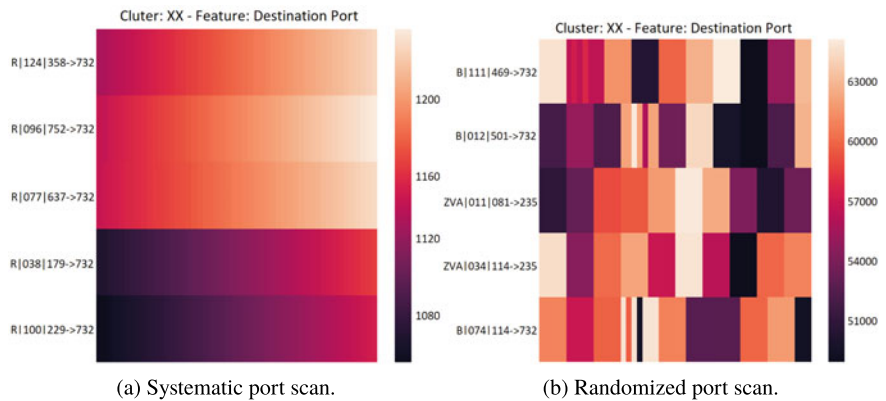 Cluter: XX - Feature: Destination Port
R|124|358->732
R|096|752->732
R|077|637->732
R|038|179->732
R|100|229->732
1200
1160
1120
1080
(a) Systematic port scan.
Cluster: XX - Feature: Destination Port
B|111|469->732
B|012|501->732
ZVA|011|081->235
ZVA|034|114->235
B|074|114->732
63000
60000
57000
54000
51000
(b) Randomized port scan.